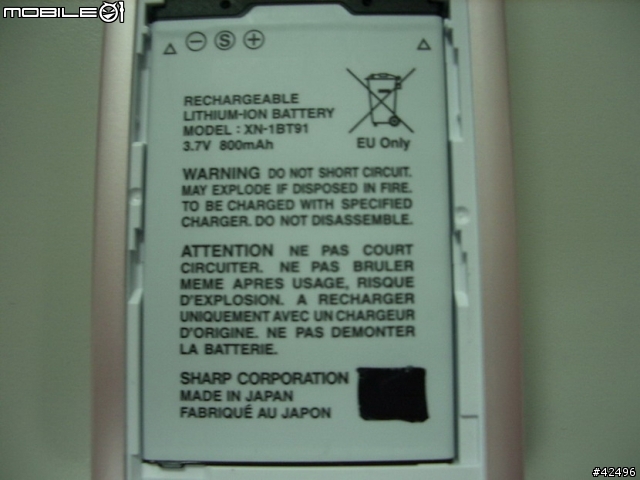 MOBILE01
- S +
RECHARGEABLE
LITHIUM-ION BATTERY
MODEL : XN-1BT91
3.7V 800mAh
EU Only
WARNING DO NOT SHORT CIRCUIT.
MAY EXPLODE IF DISPOSED IN FIRE.
TO BE CHARGED WITH SPECIFIED
CHARGER. DO NOT DISASSEMBLE.
ATTENTION NE PAS COURT
CIRCUITER. NE PAS BRULER
MEME APRES USAGE, RISQUE
D'EXPLOSION. A RECHARGER
UNIQUEMENT AVEC UN CHARGEUR
D'ORIGINE. NE PAS DEMONTER
LA BATTERIE.
SHARP CORPORATION
MADE IN JAPAN
FABRIQUÉ AU JAPON
#42496